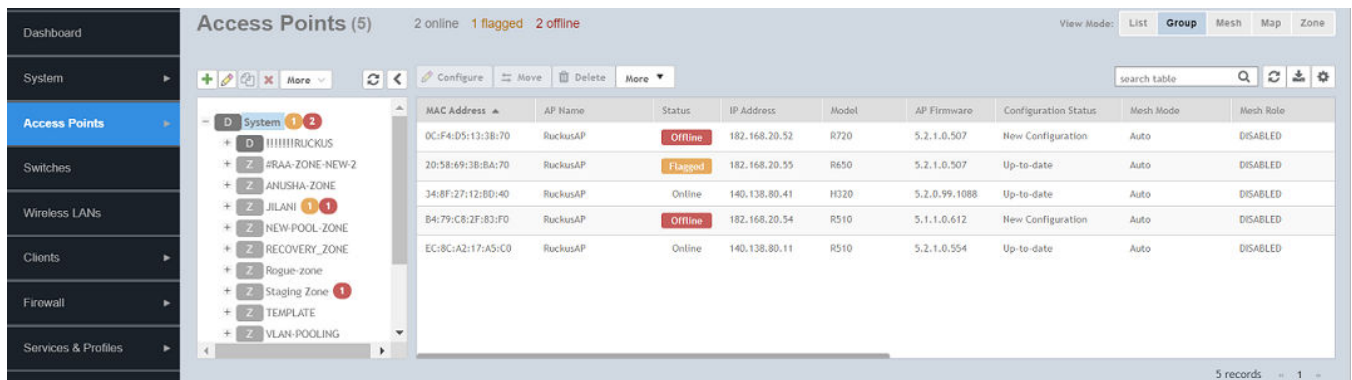 Dashboard
System
Access Points
Switches
Wireless LANs
Clients
Firewall
Services & Profiles
Access Points (5) 2 online 1 flagged 2 offline
View Mode: List Group Mesh Map Zone
More
Configure Move Delete More
search table
D System 1 2
D !!!!!!!RUCKUS
Z #RAA-ZONE-NEW-2
Z ANUSHA-ZONE
Z JILANI 1 1
Z NEW-POOL-ZONE
Z RECOVERY_ZONE
Z Rogue-zone
Z Staging Zone 1
Z TEMPLATE
Z VLAN-POOLING
MAC Address AP Name Status IP Address Model AP Firmware Configuration Status Mesh Mode Mesh Role
0C:F4:D5:13:3B:70 RuckusAP Offline 182.168.20.52 R720 5.2.1.0.507 New Configuration Auto DISABLED
20:58:69:3B:BA:70 RuckusAP Flagged 182.168.20.55 R650 5.2.1.0.507 Up-to-date Auto DISABLED
34:8F:27:12:BD:40 RuckusAP Online 140.138.80.41 H320 5.2.0.99.1088 Up-to-date Auto DISABLED
B4:79:C8:2F:83:F0 RuckusAP Offline 182.168.20.54 R510 5.1.1.0.612 New Configuration Auto DISABLED
EC:8C:A2:17:A5:C0 RuckusAP Online 140.138.80.11 R510 5.2.1.0.554 Up-to-date Auto DISABLED
5 records « 1 »